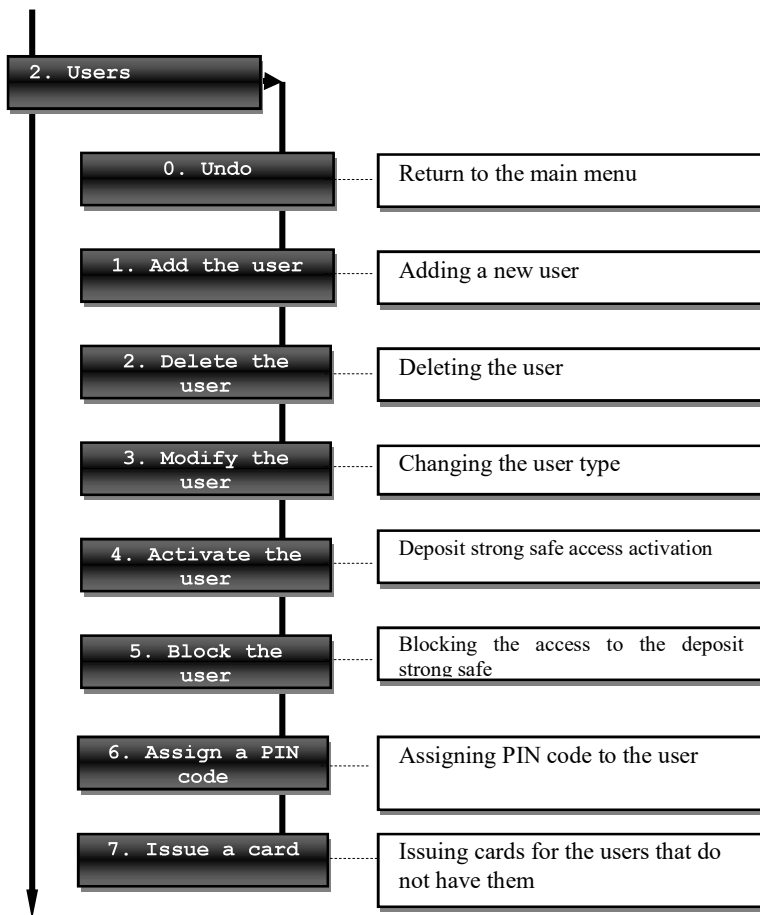 2. Users
0. Undo
Return to the main menu
1. Add the user
Adding a new user
2. Delete the
user
Deleting the user
3. Modify the
user
Changing the user type
4. Activate the
user
Deposit strong safe access activation
5. Block the
user
Blocking the access to the deposit
strong safe
6. Assign a PIN
code
Assigning PIN code to the user
7. Issue a card
Issuing cards for the users that do
not have them